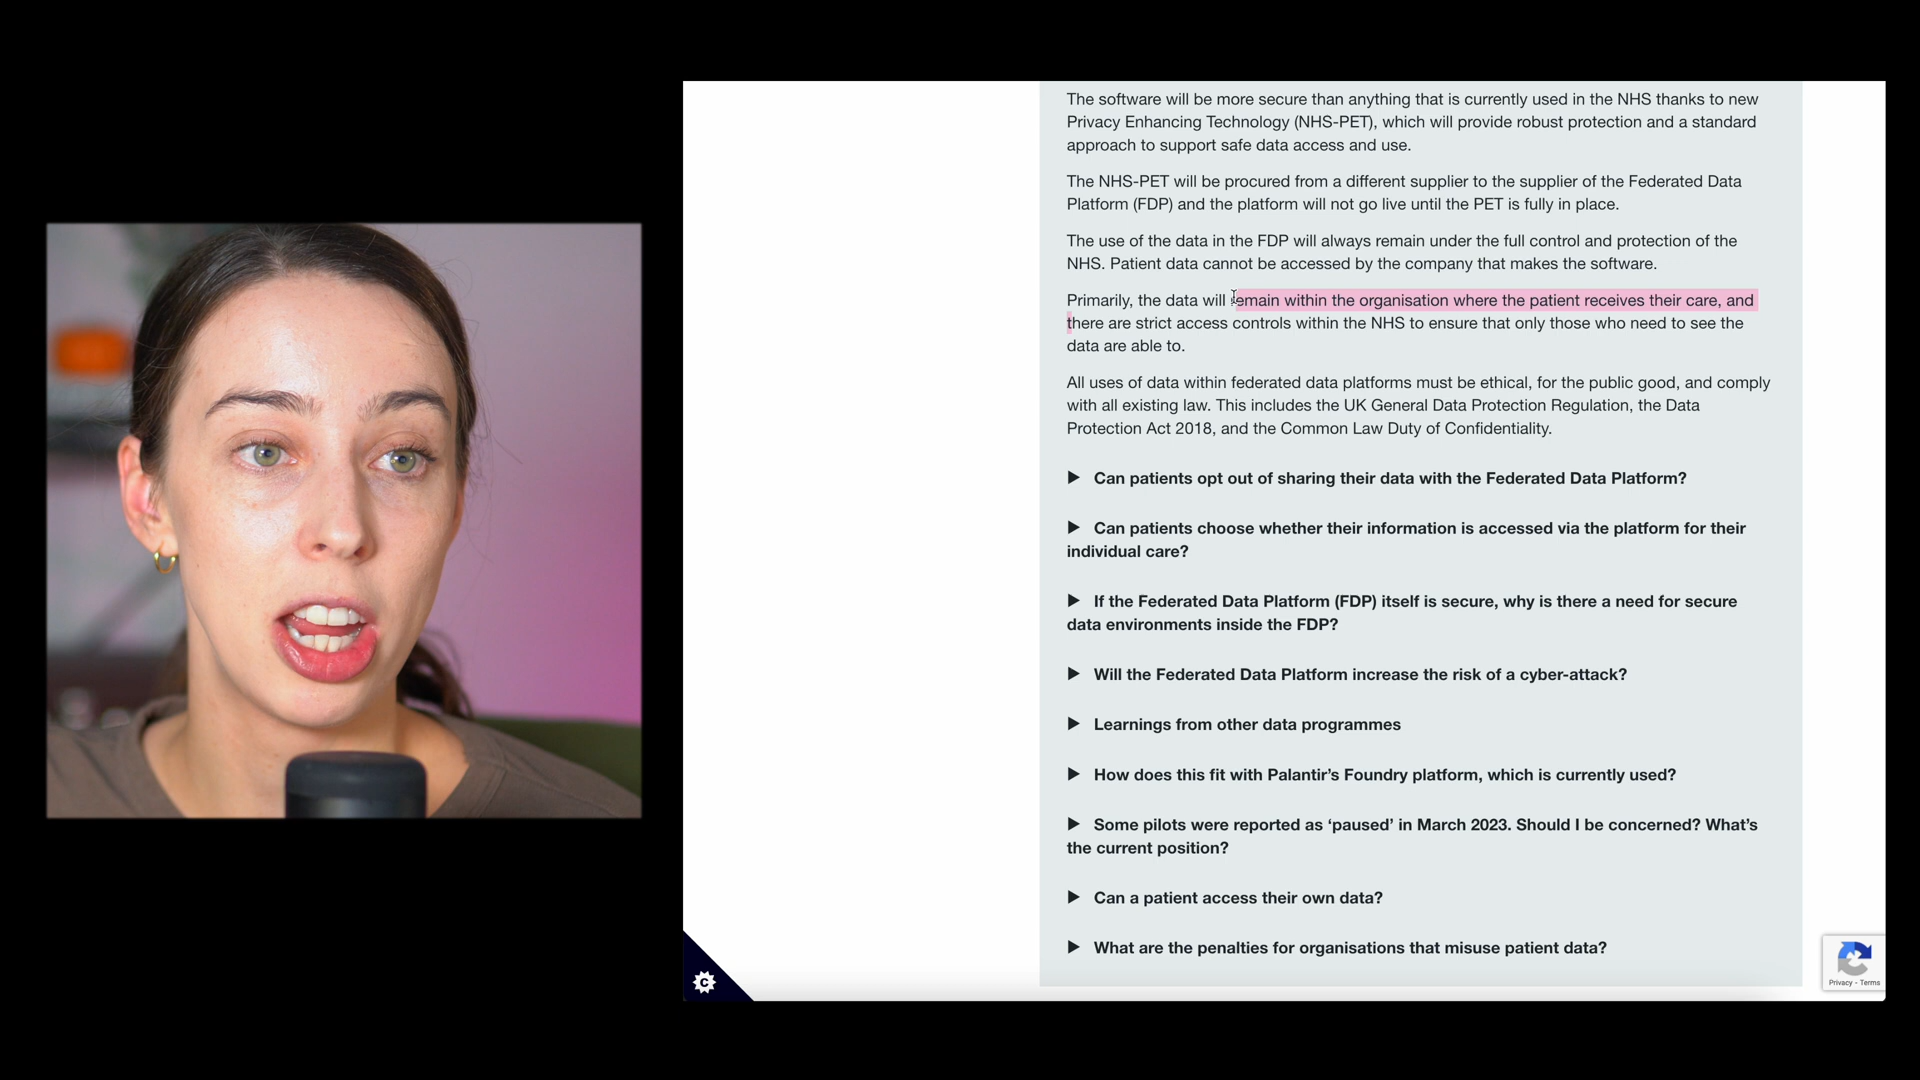 The software will be more secure than anything that is currently used in the NHS thanks to new
Privacy Enhancing Technology (NHS-PET), which will provide robust protection and a standard
approach to support safe data access and use.
The NHS-PET will be procured from a different supplier to the supplier of the Federated Data
Platform (FDP) and the platform will not go live until the PET is fully in place.
The use of the data in the FDP will always remain under the full control and protection of the
NHS. Patient data cannot be accessed by the company that makes the software.
Primarily, the data will remain within the organisation where the patient receives their care, and
there are strict access controls within the NHS to ensure that only those who need to see the
data are able to.
All uses of data within federated data platforms must be ethical, for the public good, and comply
with all existing law. This includes the UK General Data Protection Regulation, the Data
Protection Act 2018, and the Common Law Duty of Confidentiality.
Can patients opt out of sharing their data with the Federated Data Platform?
Can patients choose whether their information is accessed via the platform for their
individual care?
If the Federated Data Platform (FDP) itself is secure, why is there a need for secure
data environments inside the FDP?
Will the Federated Data Platform increase the risk of a cyber-attack?
Learnings from other data programmes
How does this fit with Palantir’s Foundry platform, which is currently used?
Some pilots were reported as ‘paused’ in March 2023. Should I be concerned? What’s
the current position?
Can a patient access their own data?
What are the penalties for organisations that misuse patient data?
C
Privacy - Terms